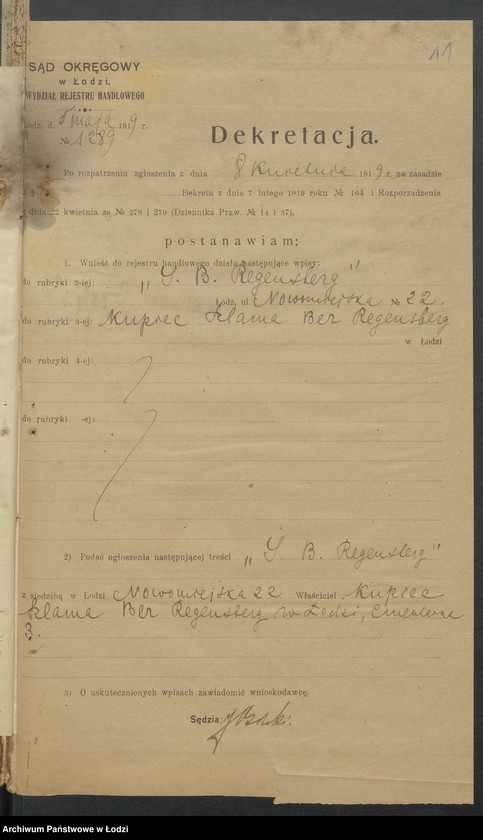 11
SĄD OKRĘGOWY
w Łodzi.
WYDZIAŁ REJESTRU HANDLOWEGO
Łódź, d. 5 maja 1919 r.
№ 1289
Dekretacja.
Po rozpatrzeniu zgłoszenia z dnia 8 kwietnia 1919 r. na zasadzie
Dekretu z dnia 7 lutego 1919 roku № 164 i Rozporządzenia
z dnia 22 kwietnia za № 278 i 279 (Dziennika Praw. № 14 i 37).
postanawiam:
1. Wnieść do rejestru handlowego działu następujące wpisy:
do rubryki 2-ej: „S. B. Regensberg"
Łódź, ul. Nowomiejska № 22.
do rubryki 3-ej: Kupiec Szlama Ber Regensberg
w Łodzi
do rubryki 4-ej:
do rubryki -ej:
2) Podać ogłoszenia następującej treści „S. B. Regensberg"
z siedzibą w Łodzi Nowomiejska 22 Właściciel Kupiec
Szlama Ber Regensberg w Łodzi,
3.
3) O uskutecznionych wpisach zawiadomić wnioskodawcę.
Sędzia:
Archiwum Państwowe w Łodzi